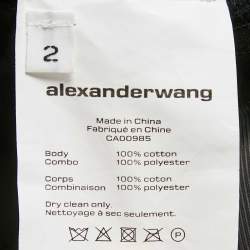 2
alexanderwang
Made in China
Fabriqué en Chine
CA00985
Body 100% cotton
Combo 100% polyester
Corps 100% cotton
Combinaison 100% polyester
Dry clean only.
Nettoyage à sec seulement.
P